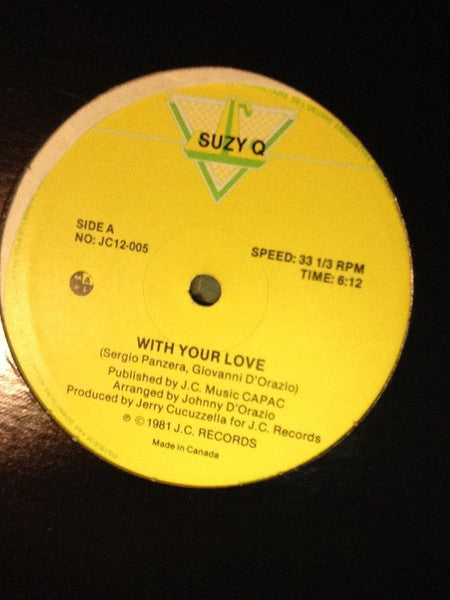 SUZY Q
SIDE A
NO: JC12-005
SPEED: 33 1/3 RPM
TIME: 6:12
WITH YOUR LOVE
(Sergio Panzera, Giovanni D'Orazio)
Published by J.C. Music CAPAC
Arranged by Johnny D'Orazio
Produced by Jerry Cucuzzella for J.C. Records
℗ ©1981 J.C. RECORDS
Made in Canada